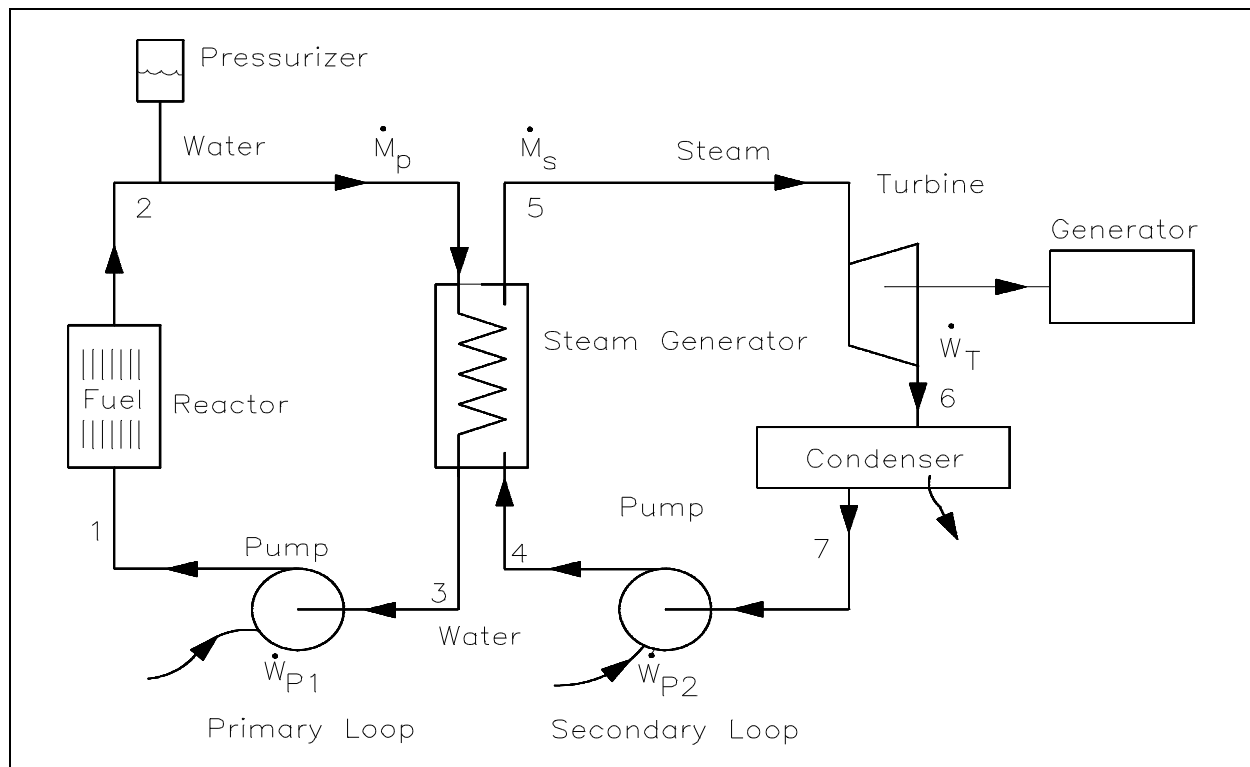 Pressurizer
Water
Ṁp
Ṁs
Steam
Turbine
2
5
Generator
Steam Generator
ẆT
Fuel
Reactor
6
Condenser
Pump
1
Pump
4
7
3
Water
ẆP1
ẆP2
Primary Loop
Secondary Loop